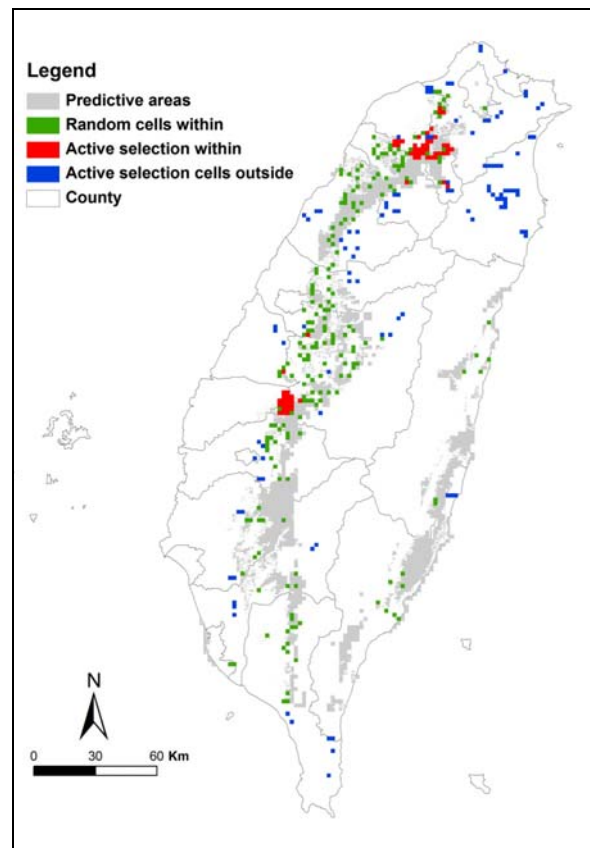 Legend
Predictive areas
Random cells within
Active selection within
Active selection cells outside
County
N
0 30 60 Km